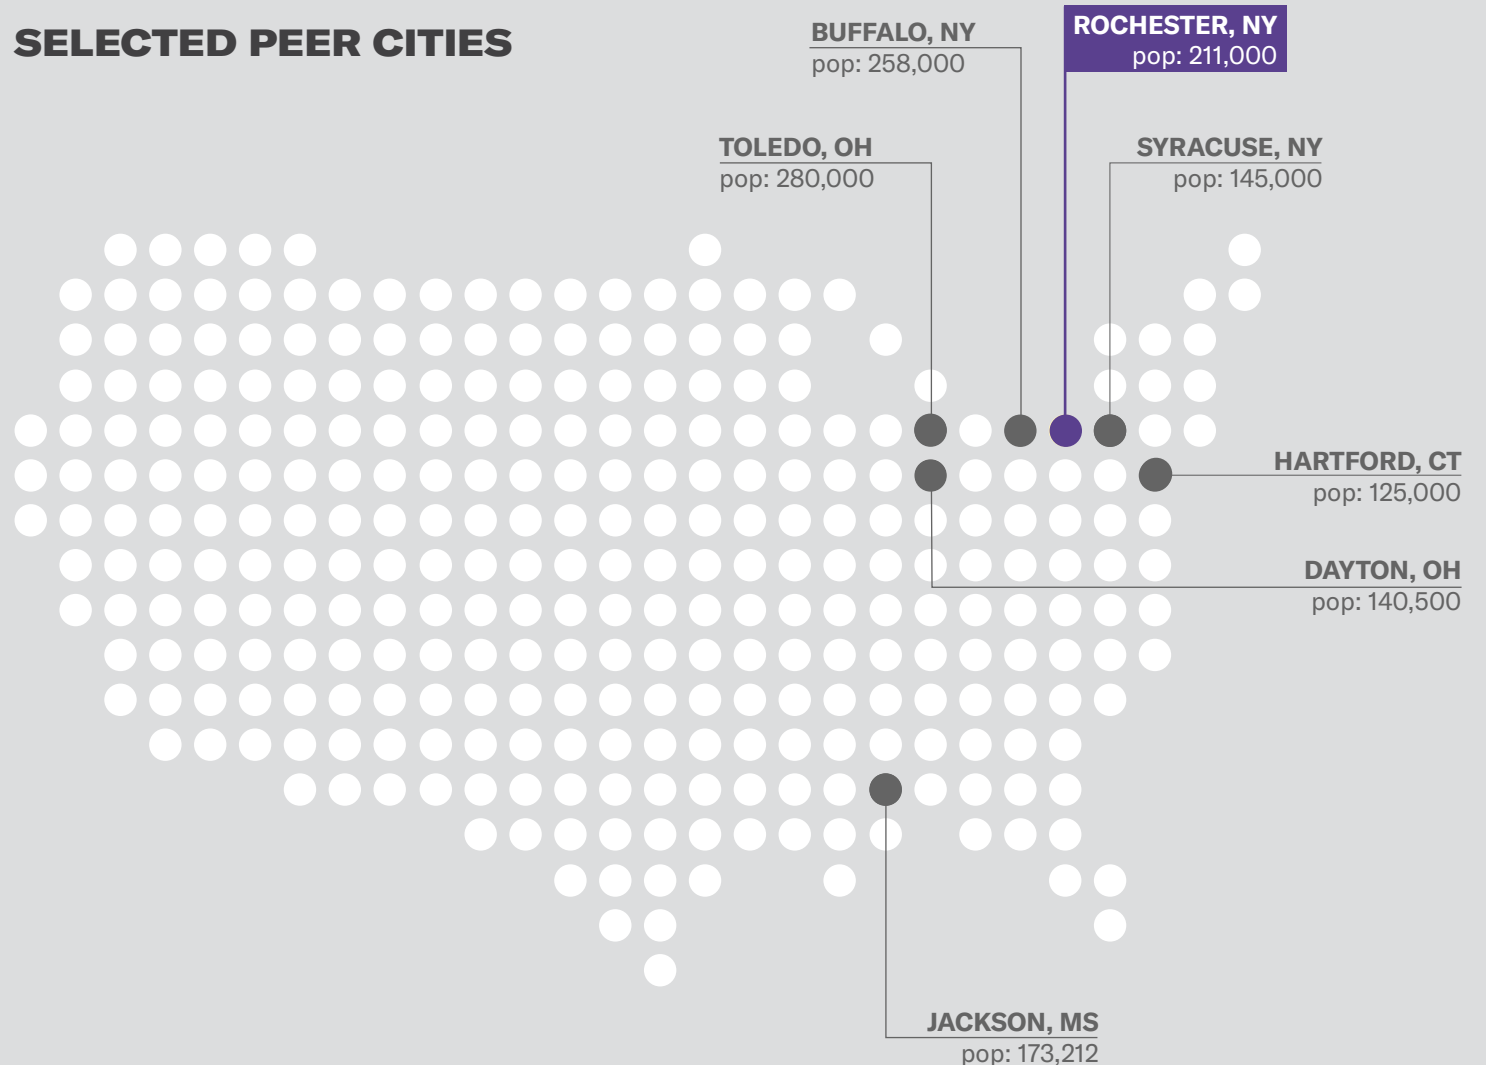 SELECTED PEER CITIES
BUFFALO, NY
pop: 258,000
ROCHESTER, NY
pop: 211,000
TOLEDO, OH
pop: 280,000
SYRACUSE, NY
pop: 145,000
HARTFORD, CT
pop: 125,000
DAYTON, OH
pop: 140,500
JACKSON, MS
pop: 173,212